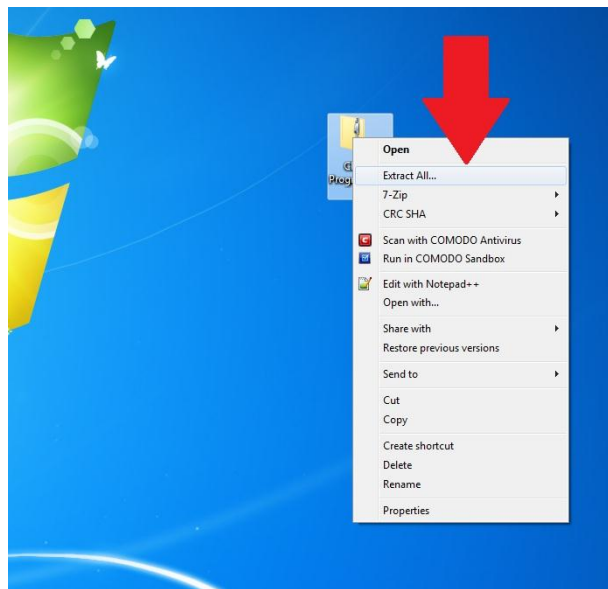 Open
Extract All...
7-Zip
CRC SHA
Scan with COMODO Antivirus
Run in COMODO Sandbox
Edit with Notepad++
Open with...
Share with
Restore previous versions
Send to
Cut
Copy
Create shortcut
Delete
Rename
Properties